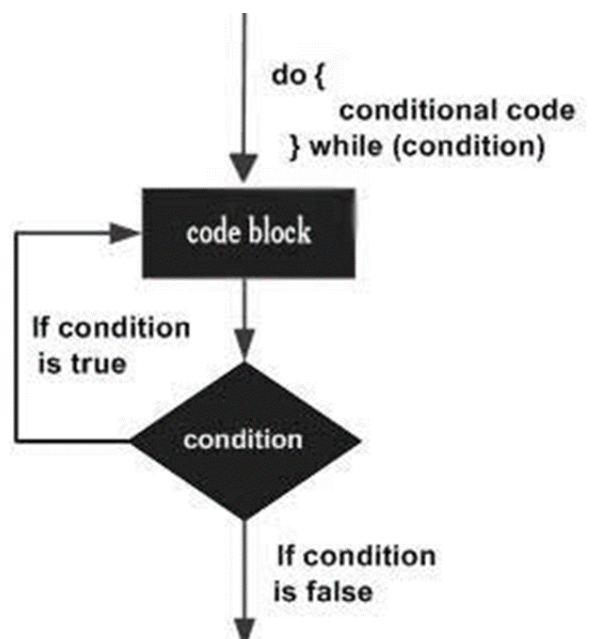 do {
conditional code
} while (condition)
code block
If condition
is true
condition
If condition
is false